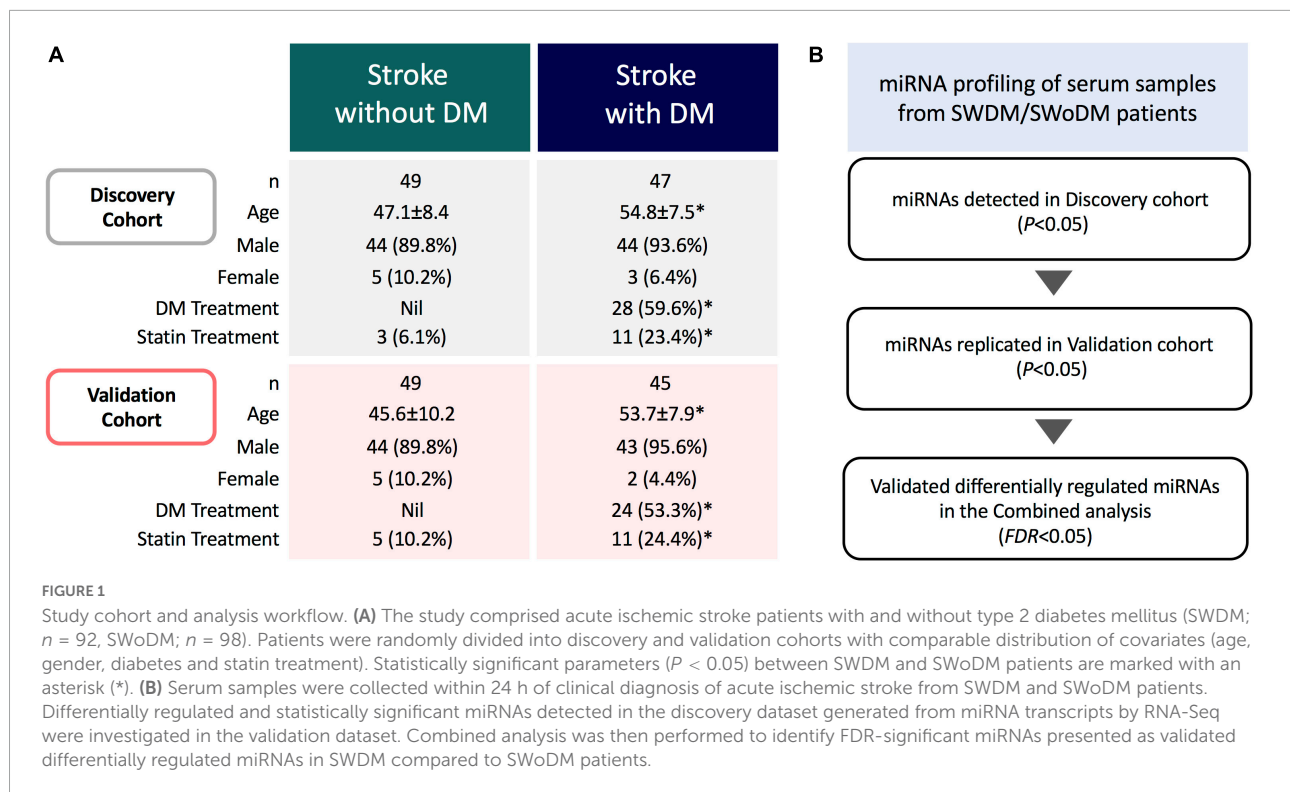 A
Stroke
without DM
Stroke
with DM
Discovery
Cohort
n 49 47
Age 47.1±8.4 54.8±7.5*
Male 44 (89.8%) 44 (93.6%)
Female 5 (10.2%) 3 (6.4%)
DM Treatment Nil 28 (59.6%)*
Statin Treatment 3 (6.1%) 11 (23.4%)*
Validation
Cohort
n 49 45
Age 45.6±10.2 53.7±7.9*
Male 44 (89.8%) 43 (95.6%)
Female 5 (10.2%) 2 (4.4%)
DM Treatment Nil 24 (53.3%)*
Statin Treatment 5 (10.2%) 11 (24.4%)*
B
miRNA profiling of serum samples
from SWDM/SWoDM patients
miRNAs detected in Discovery cohort
(P<0.05)
miRNAs replicated in Validation cohort
(P<0.05)
Validated differentially regulated miRNAs
in the Combined analysis
(FDR<0.05)
FIGURE 1
Study cohort and analysis workflow. (A) The study comprised acute ischemic stroke patients with and without type 2 diabetes mellitus (SWDM;
n = 92, SWoDM; n = 98). Patients were randomly divided into discovery and validation cohorts with comparable distribution of covariates (age,
gender, diabetes and statin treatment). Statistically significant parameters (P < 0.05) between SWDM and SWoDM patients are marked with an
asterisk (*). (B) Serum samples were collected within 24 h of clinical diagnosis of acute ischemic stroke from SWDM and SWoDM patients.
Differentially regulated and statistically significant miRNAs detected in the discovery dataset generated from miRNA transcripts by RNA-Seq
were investigated in the validation dataset. Combined analysis was then performed to identify FDR-significant miRNAs presented as validated
differentially regulated miRNAs in SWDM compared to SWoDM patients.